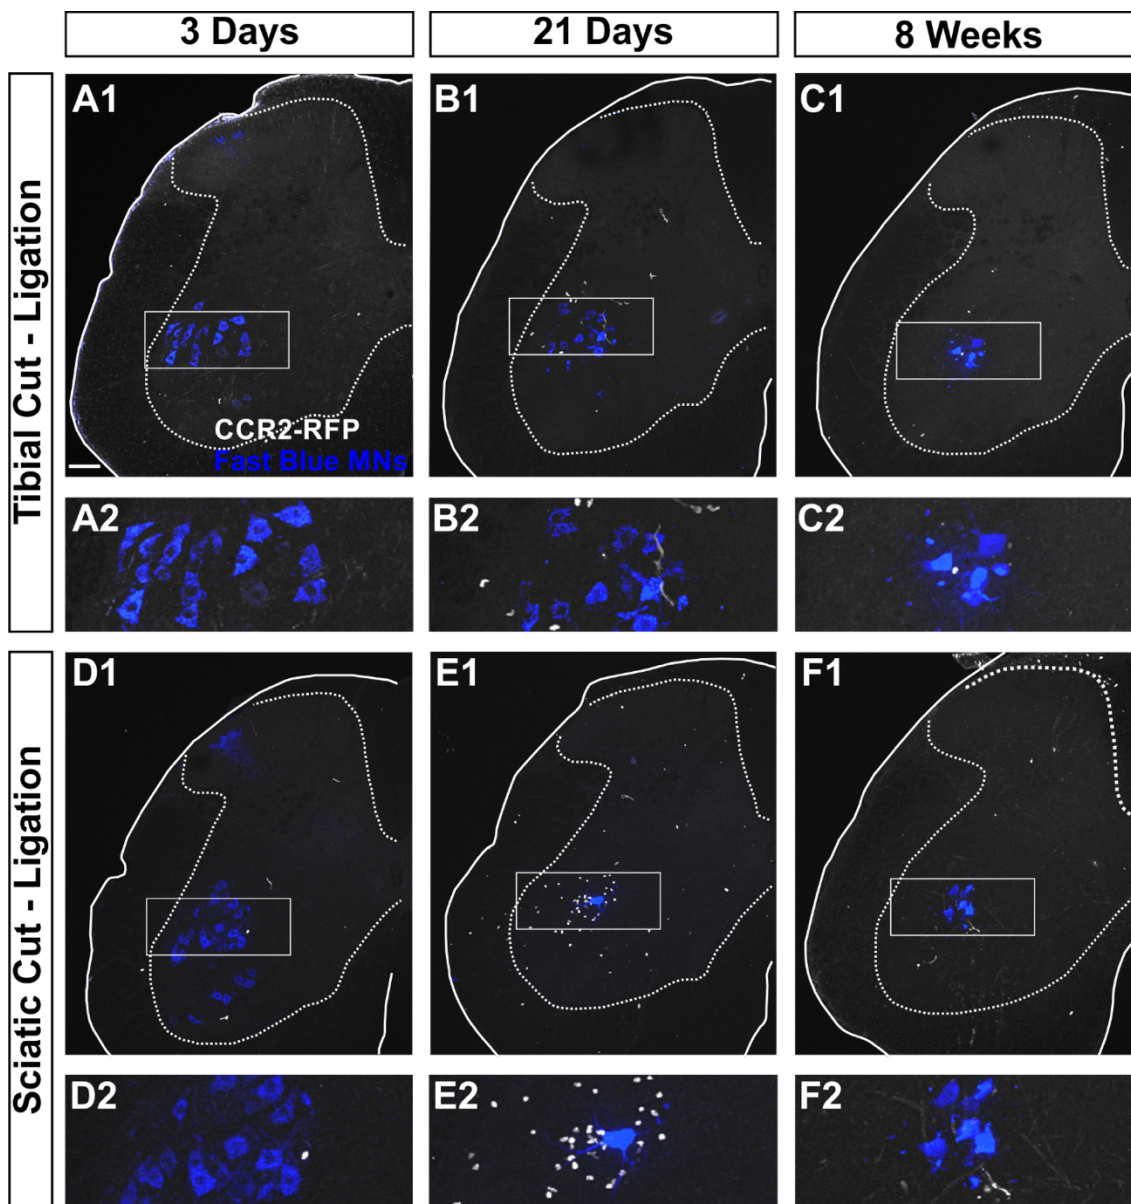 3 Days
21 Days
8 Weeks
Tibial Cut - Ligation
A1
B1
C1
CCR2-RFP
Fast Blue MNs
A2
B2
C2
Sciatic Cut - Ligation
D1
E1
F1
D2
E2
F2